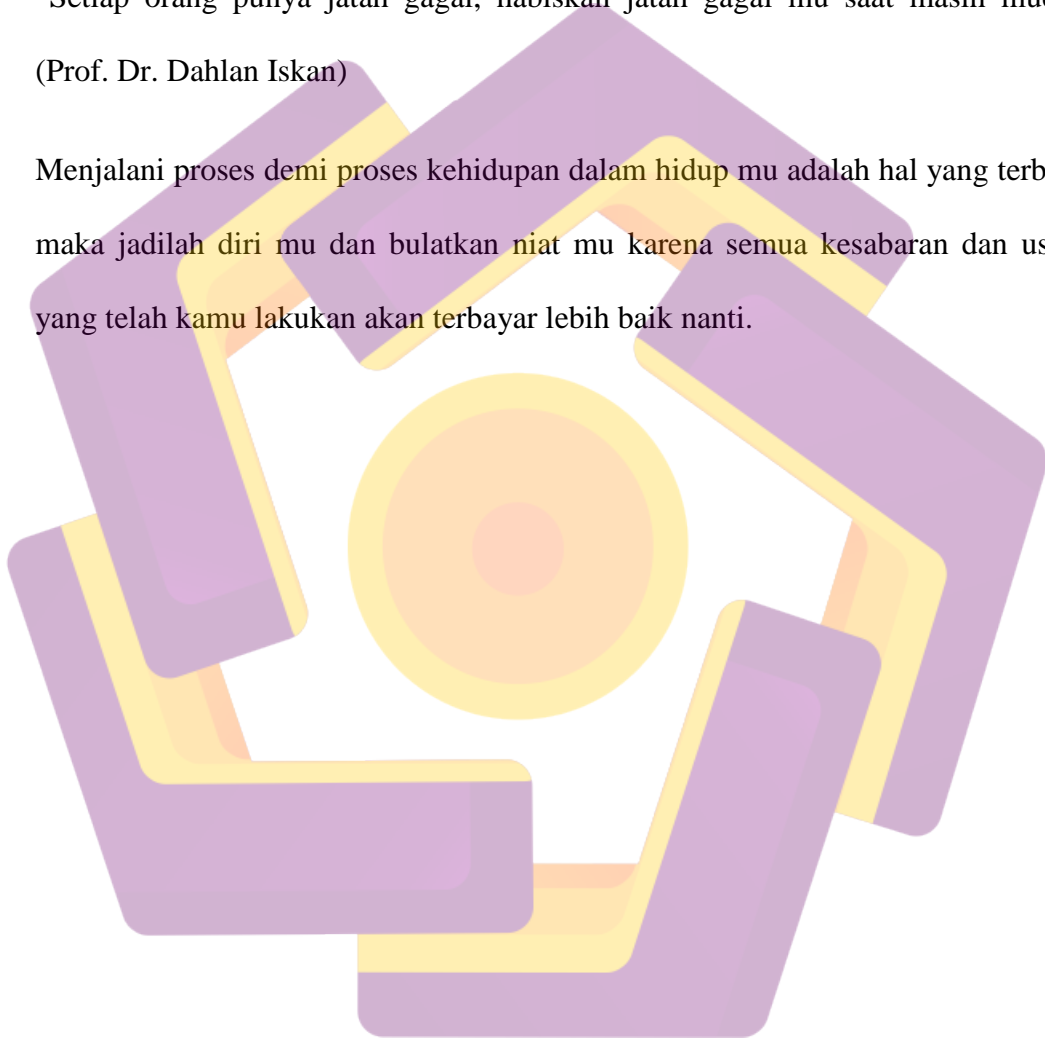 Setiap orang punya jatah gagal, habiskan jatah gagal mu saat masih
(Prof. Dr. Dahlan Iskan)
Menjalani proses demi proses kehidupan dalam hidup mu adalah hal yang
maka jadilah diri mu dan bulatkan niat mu karena semua kesabaran dan
yang telah kamu lakukan akan terbayar lebih baik nanti.